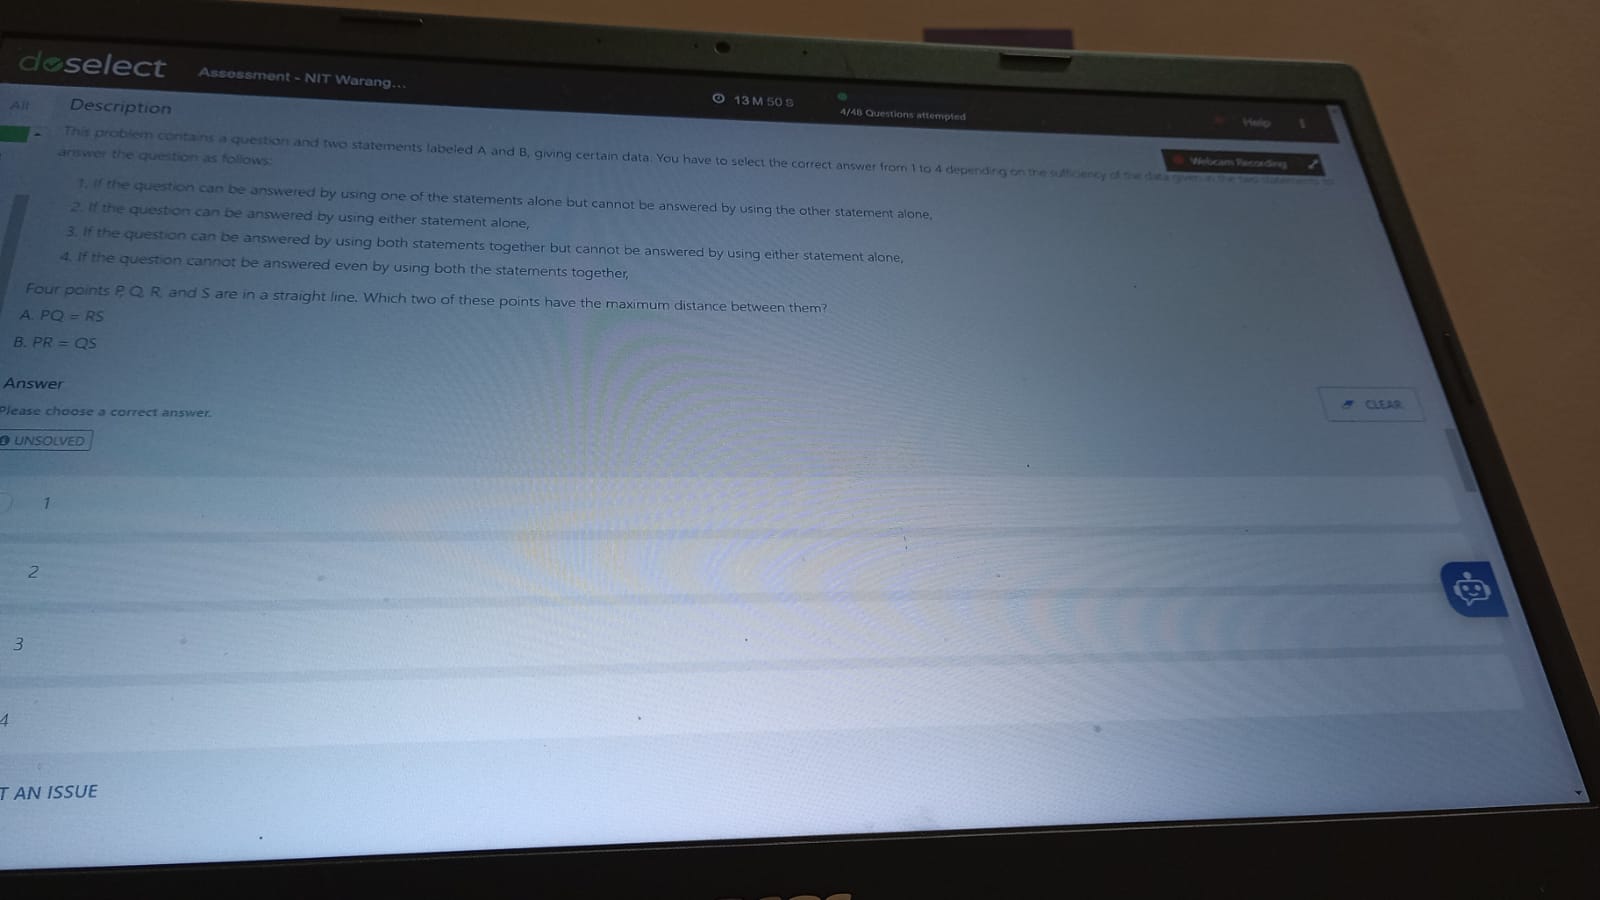 doselect
Assessment - NIT Warang...
13 M 50 S
4/48 Questions attempted
Help
All
Description
Webcam Recording
This problem contains a question and two statements labeled A and B, giving certain data. You have to select the correct answer from 1 to 4 depending on the sufficiency of the data given in the two statements to
answer the question as follows:
1. If the question can be answered by using one of the statements alone but cannot be answered by using the other statement alone,
2. If the question can be answered by using either statement alone,
3. If the question can be answered by using both statements together but cannot be answered by using either statement alone,
4. If the question cannot be answered even by using both the statements together,
Four points P, Q, R, and S are in a straight line. Which two of these points have the maximum distance between them?
A. PQ = RS
B. PR = QS
Answer
Please choose a correct answer.
CLEAR
UNSOLVED
1
2
3
4
T AN ISSUE